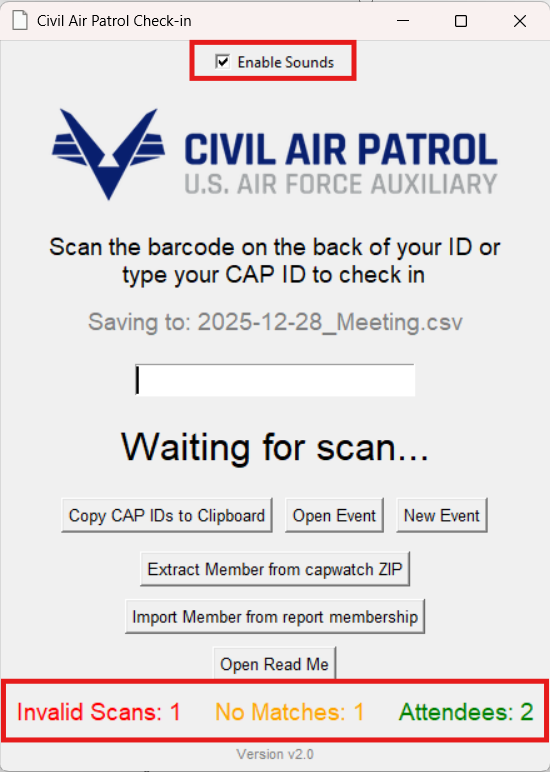 Civil Air Patrol Check-in
Enable Sounds
CIVIL AIR PATROL
U.S. AIR FORCE AUXILIARY
Scan the barcode on the back of your ID or
type your CAP ID to check in
Saving to: 2025-12-28_Meeting.csv
Waiting for scan...
Copy CAP IDs to Clipboard Open Event New Event
Extract Member from capwatch ZIP
Import Member from report membership
Open Read Me
Invalid Scans: 1 No Matches: 1 Attendees: 2
Version v2.0